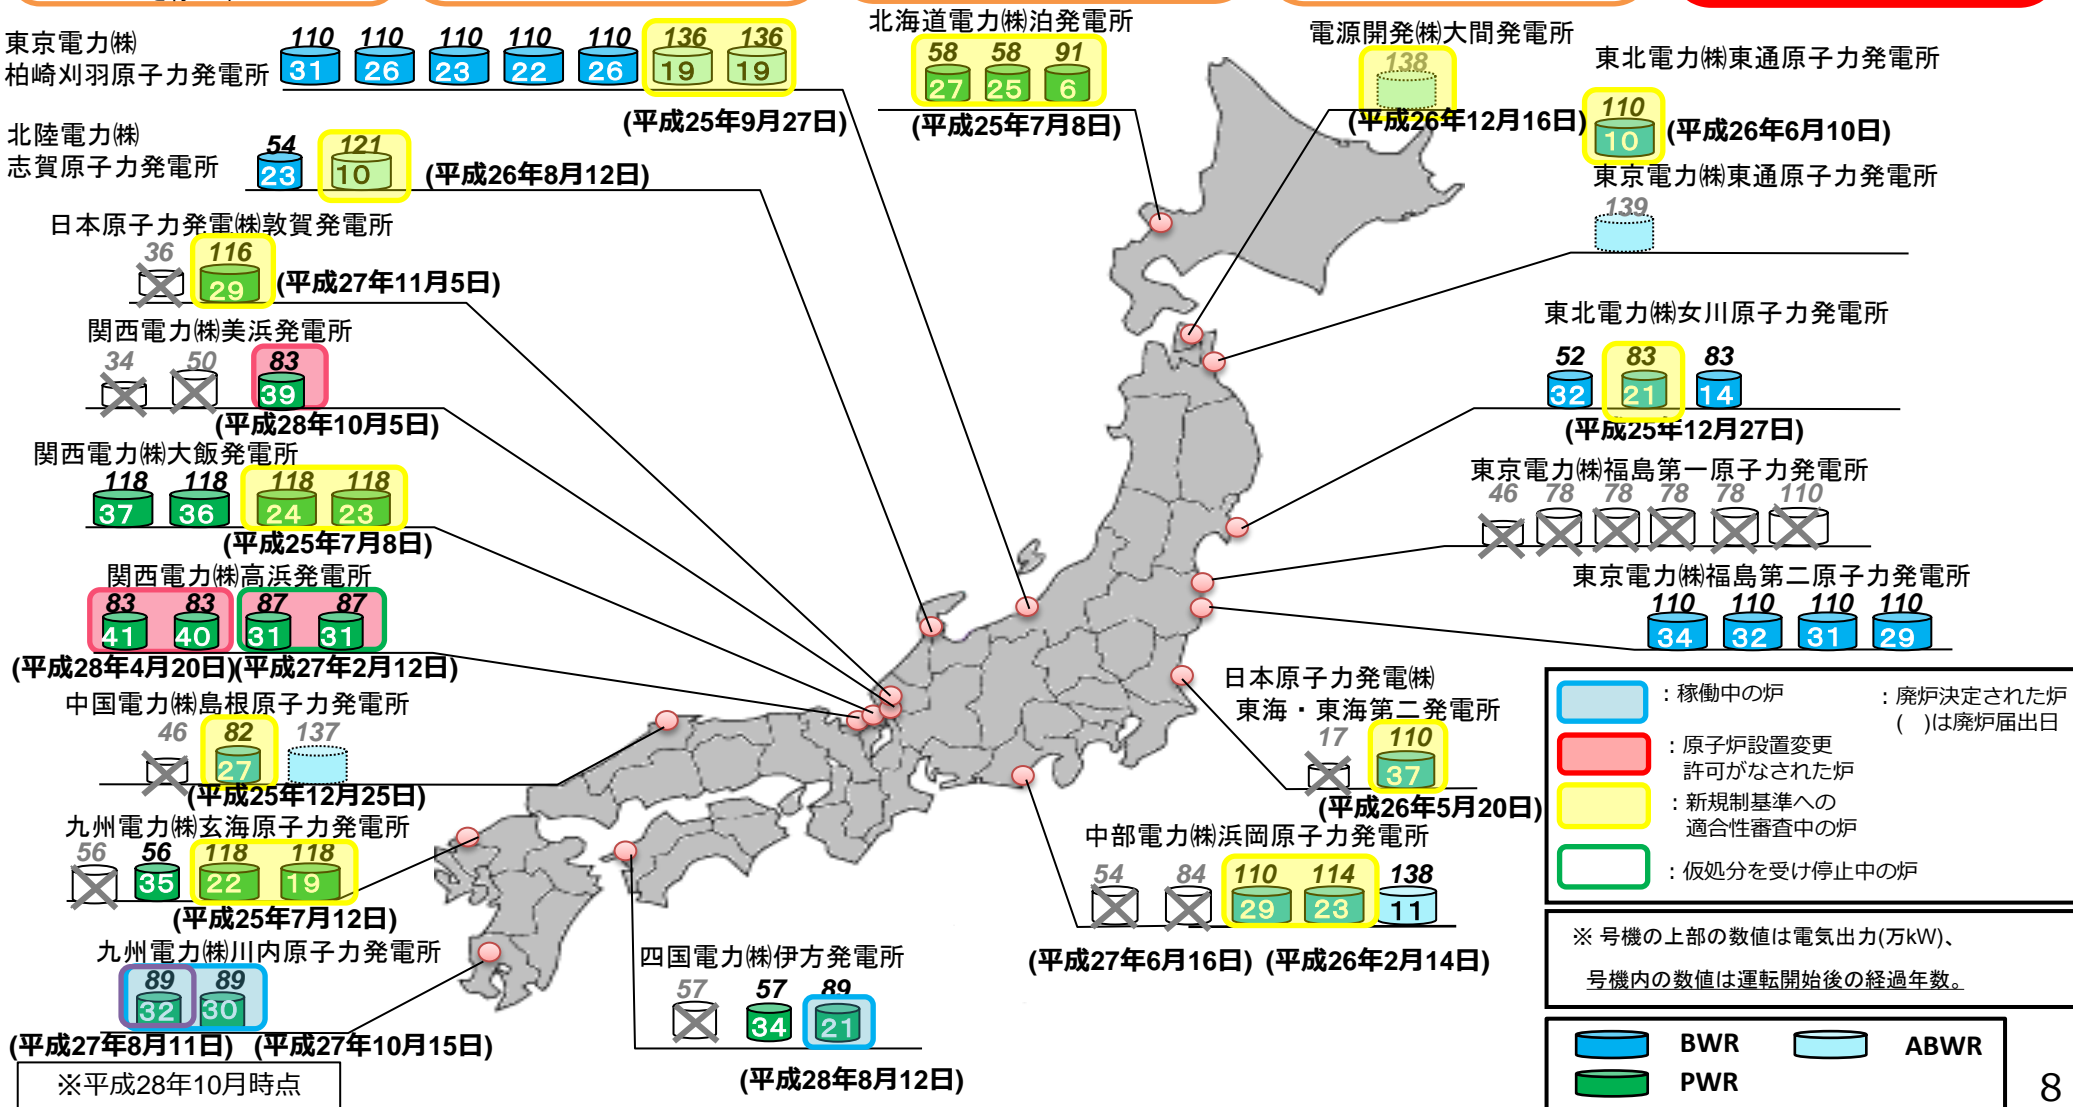 東京電力㈱
柏崎刈羽原子力発電所
110 110 110 110 110 136 136
31 26 23 22 26 19 19
(平成25年9月27日)
北陸電力㈱
志賀原子力発電所
54 121
23 10
(平成26年8月12日)
日本原子力発電㈱敦賀発電所
36 116
29
(平成27年11月5日)
関西電力㈱美浜発電所
34 50 83
39
(平成28年10月5日)
関西電力㈱大飯発電所
118 118 118 118
37 36 24 23
(平成25年7月8日)
関西電力㈱高浜発電所
83 83 87 87
41 40 31 31
(平成28年4月20日)(平成27年2月12日)
中国電力㈱島根原子力発電所
46 82 137
27
(平成25年12月25日)
九州電力㈱玄海原子力発電所
56 56 118 118
35 22 19
(平成25年7月12日)
九州電力㈱川内原子力発電所
89 89
32 30
(平成27年8月11日) (平成27年10月15日)
※平成28年10月時点
北海道電力㈱泊発電所
58 58 91
27 25 6
(平成25年7月8日)
電源開発㈱大間発電所
138
(平成26年12月16日)
東北電力㈱東通原子力発電所
110
10
(平成26年6月10日)
東京電力㈱東通原子力発電所
139
東北電力㈱女川原子力発電所
52 83 83
32 21 14
(平成25年12月27日)
東京電力㈱福島第一原子力発電所
46 78 78 78 78 110
東京電力㈱福島第二原子力発電所
110 110 110 110
34 32 31 29
日本原子力発電㈱
東海・東海第二発電所
17 110
37
(平成26年5月20日)
中部電力㈱浜岡原子力発電所
54 84 110 114 138
29 23 11
(平成27年6月16日) (平成26年2月14日)
四国電力㈱伊方発電所
57 57 89
34 21
(平成28年8月12日)
：稼働中の炉
：廃炉決定された炉
( )は廃炉届出日
：原子炉設置変更
許可がなされた炉
：新規制基準への
適合性審査中の炉
：仮処分を受け停止中の炉
※ 号機の上部の数値は電気出力(万kW)、
号機内の数値は運転開始後の経過年数。
BWR ABWR
PWR
8